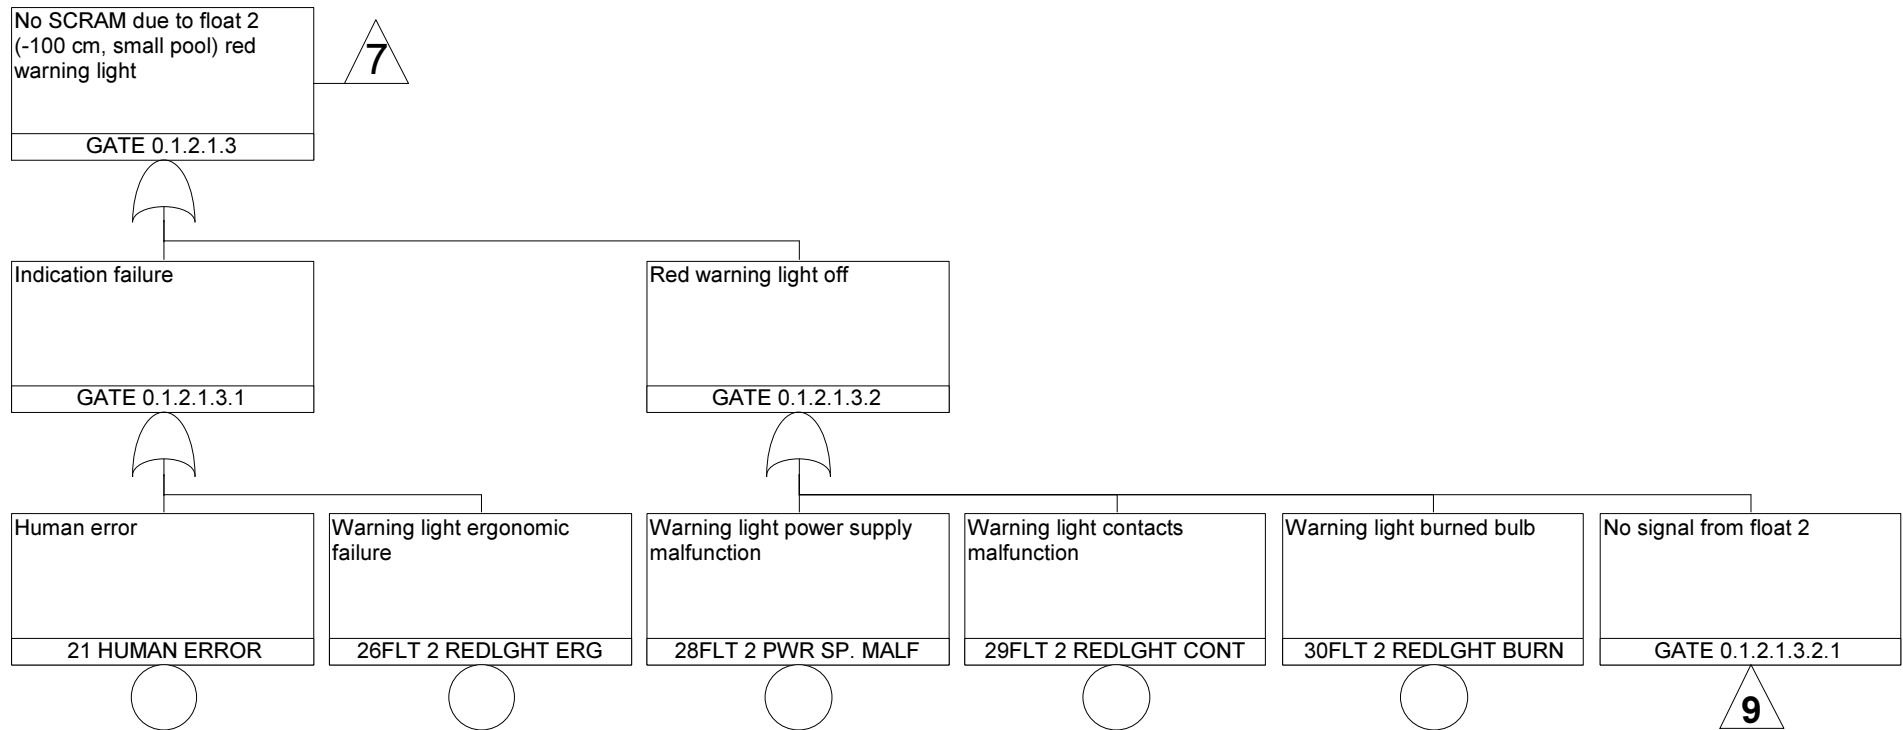 No SCRAM due to float 2
(-100 cm, small pool) red
warning light
7
GATE 0.1.2.1.3
Indication failure
GATE 0.1.2.1.3.1
Red warning light off
GATE 0.1.2.1.3.2
Human error
21 HUMAN ERROR
Warning light ergonomic
failure
26FLT 2 REDLGHT ERG
Warning light power supply
malfunction
28FLT 2 PWR SP. MALF
Warning light contacts
malfunction
29FLT 2 REDLGHT CONT
Warning light burned bulb
30FLT 2 REDLGHT BURN
No signal from float 2
GATE 0.1.2.1.3.2.1
9